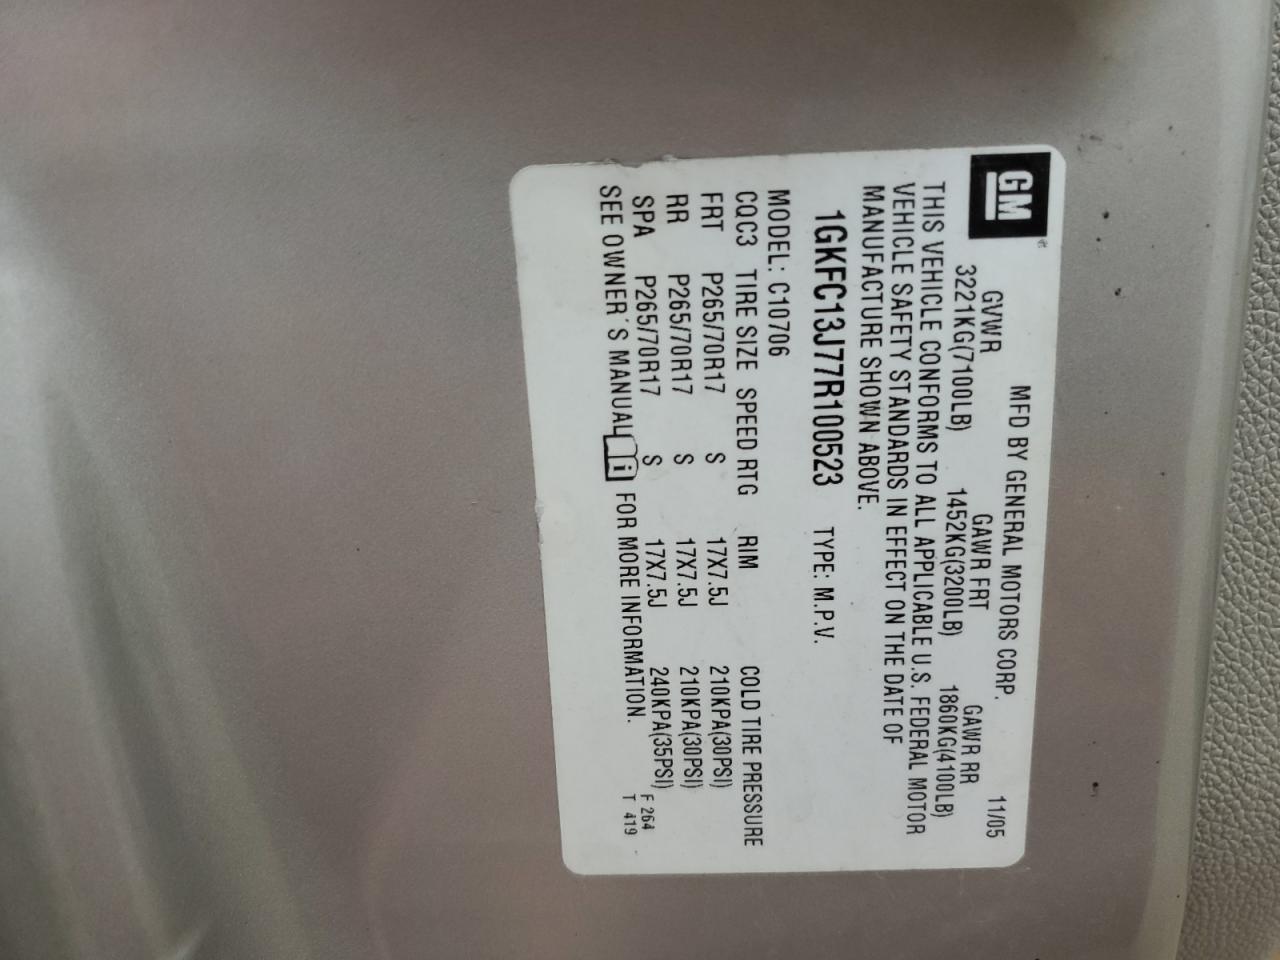 GM
MFD BY GENERAL MOTORS CORP. 11/05
GVWR GAWR FRT GAWR RR
3221KG(7100LB) 1452KG(3200LB) 1860KG(4100LB)
THIS VEHICLE CONFORMS TO ALL APPLICABLE U.S. FEDERAL MOTOR
VEHICLE SAFETY STANDARDS IN EFFECT ON THE DATE OF
MANUFACTURE SHOWN ABOVE.
1GKFC13J77R100523 TYPE: M.P.V.
MODEL: C10706
CQC3 TIRE SIZE SPEED RTG RIM COLD TIRE PRESSURE
FRT P265/70R17 S 17X7.5J 210KPA(30PSI)
RR P265/70R17 S 17X7.5J 210KPA(30PSI)
SPA P265/70R17 S 17X7.5J 240KPA(35PSI) F 264
SEE OWNER'S MANUAL i FOR MORE INFORMATION. T 419